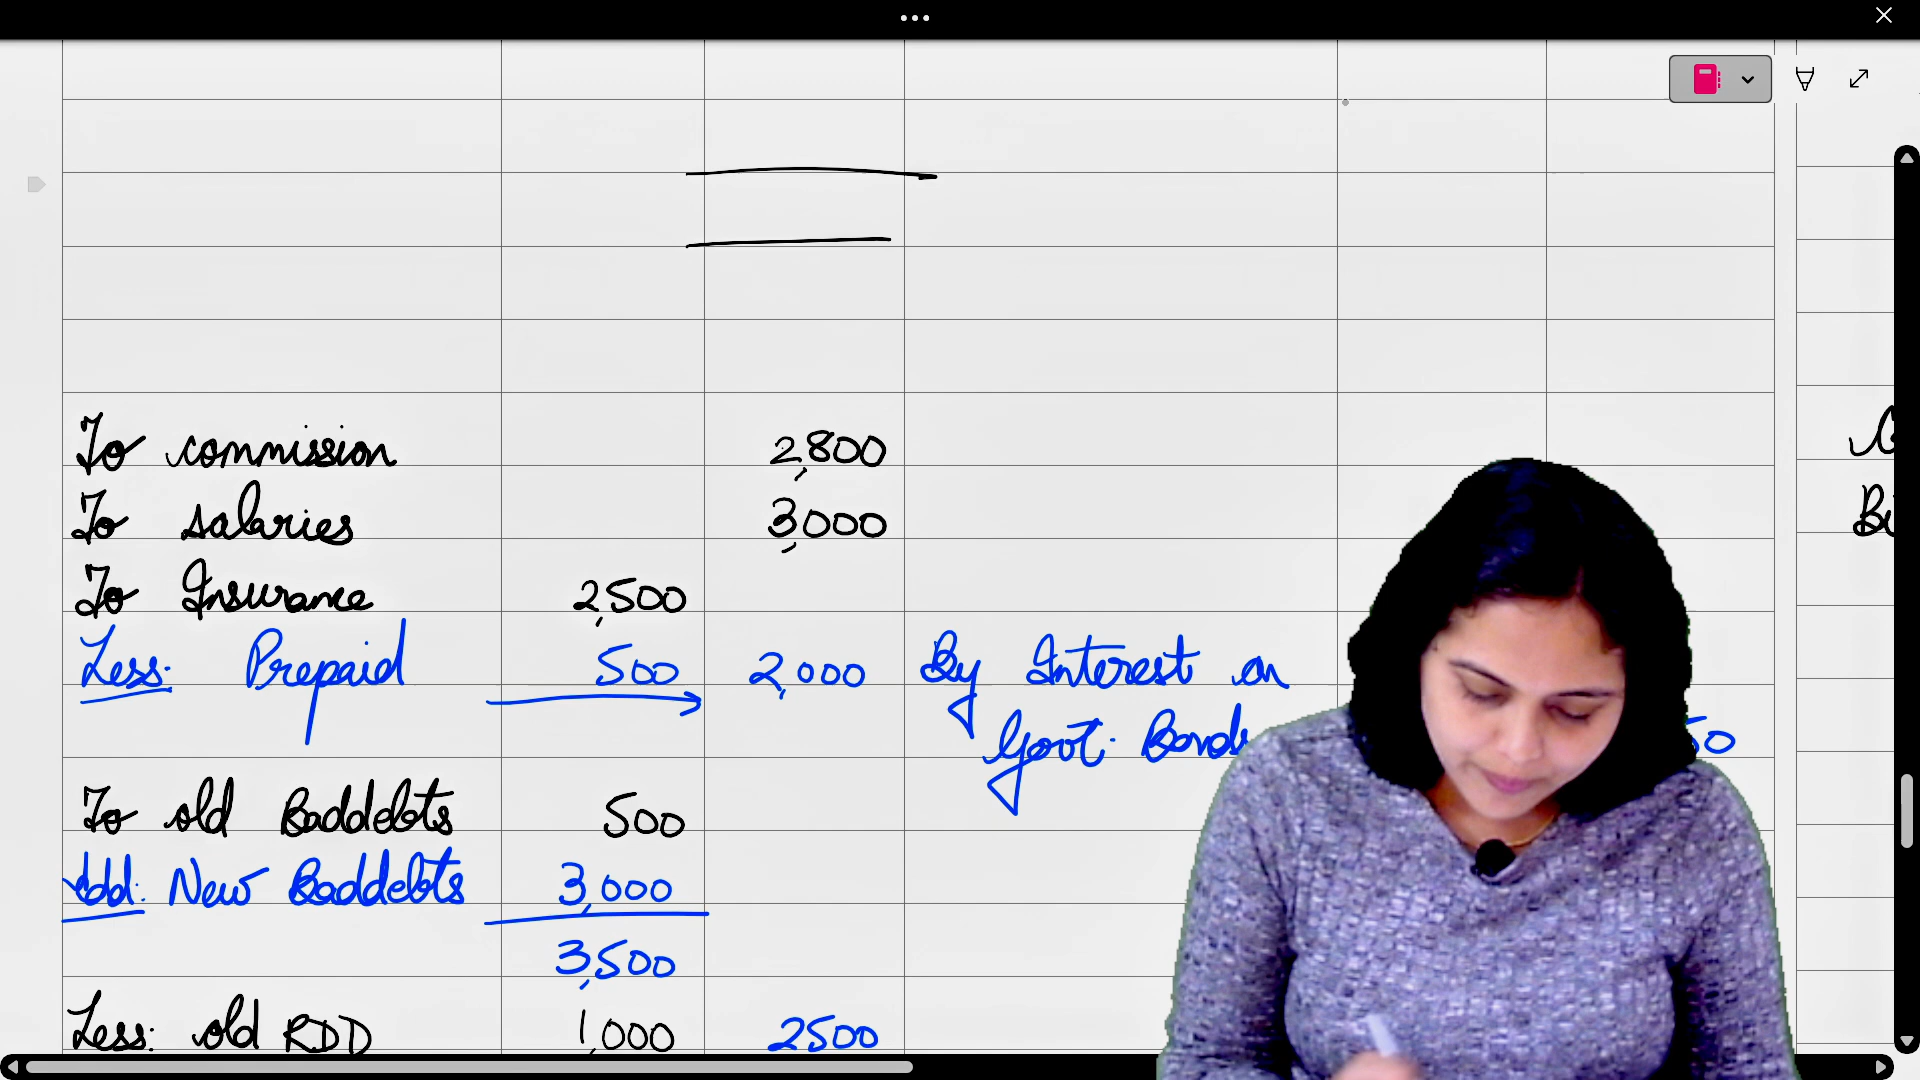 To commission 2,800
To salaries 3,000
To Insurance 2,500
Less: Prepaid 500 2,000 By Interest on
Govt. Bonds 50
To old Baddebts 500
Add: New Baddebts 3,000
3,500
Less: old RDD 1,000 2500